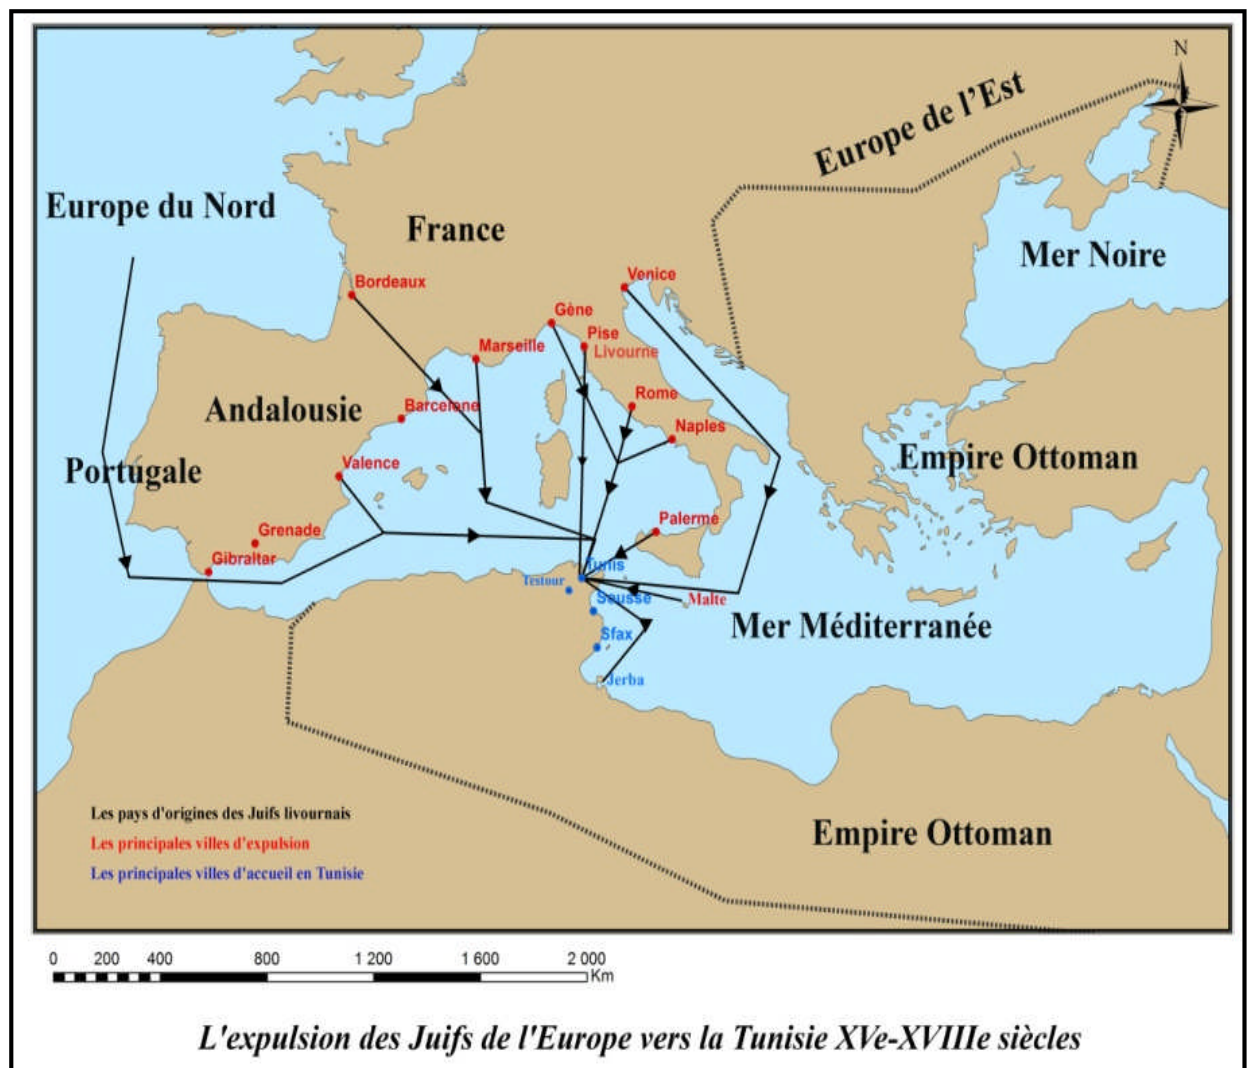 N
Europe de l’Est
Europe du Nord
France
Mer Noire
Venice
Bordeaux
Gène
Pise
Livourne
Marseille
Rome
Andalousie
Barcelone
Naples
Portugale
Valence
Empire Ottoman
Palerme
Grenade
Gibraltar
Tunis
Testour
Sousse
Malte
Mer Méditerranée
Sfax
Jerba
Les pays d'origines des Juifs livournais
Les principales villes d'expulsion
Les principales villes d'accueil en Tunisie
Empire Ottoman
0 200 400 800 1 200 1 600 2 000
Km
L'expulsion des Juifs de l'Europe vers la Tunisie XVe-XVIIIe siècles